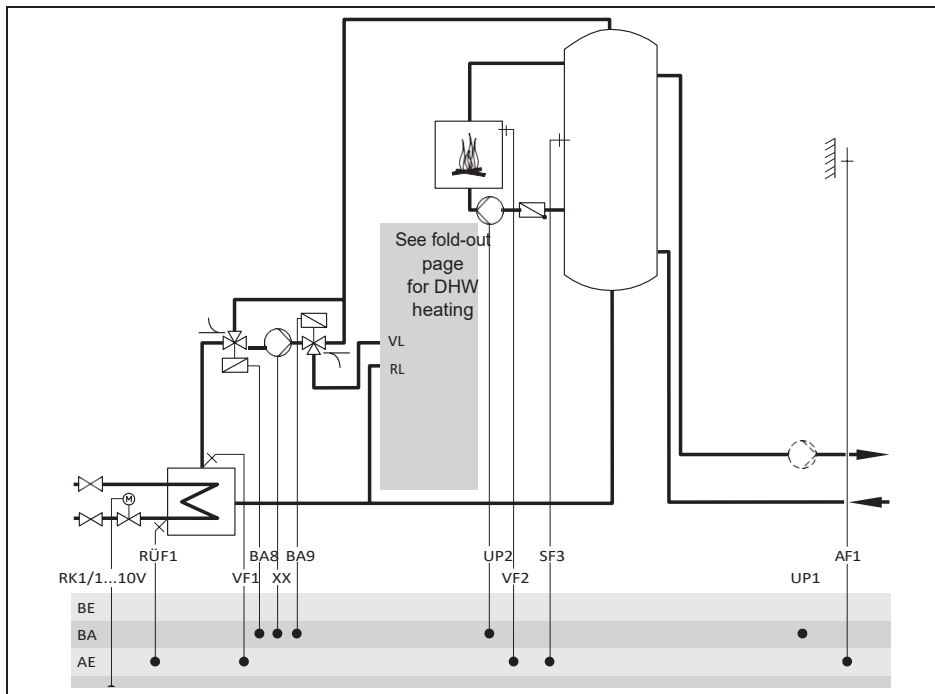 See fold-out
page
for DHW
heating
VL
RL
M
RÜF1 BA8 BA9 UP2 SF3 AF1
RK1/1...10V VF1 XX VF2 UP1
BE
BA
AE